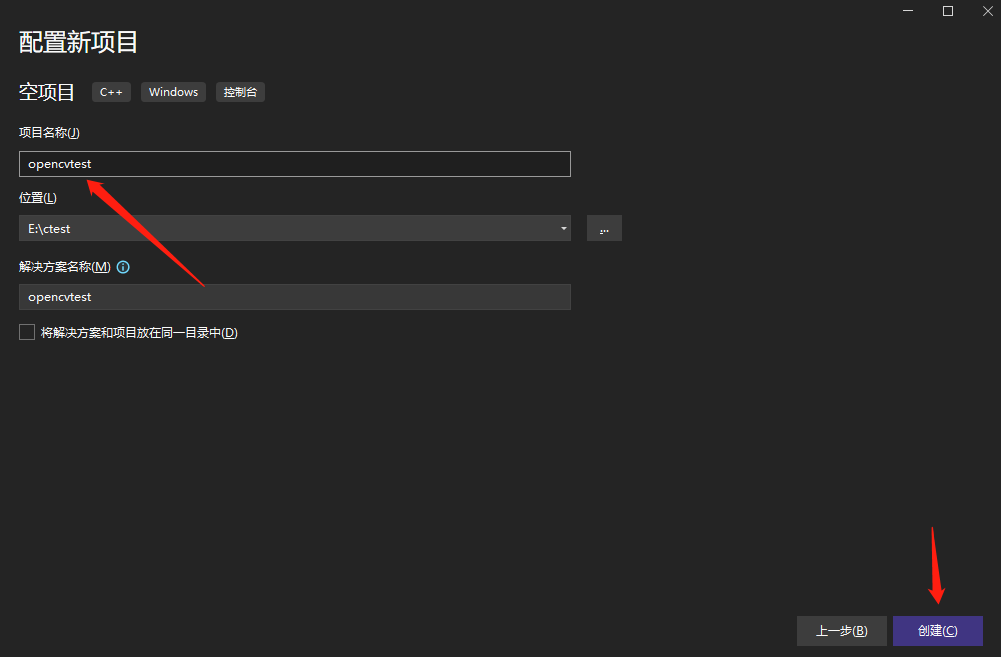 配置新项目
空项目 C++ Windows 控制台
项目名称(J)
opencvtest
位置(L)
E:\ctest ...
解决方案名称(M)
opencvtest
将解决方案和项目放在同一目录中(D)
上一步(B) 创建(C)